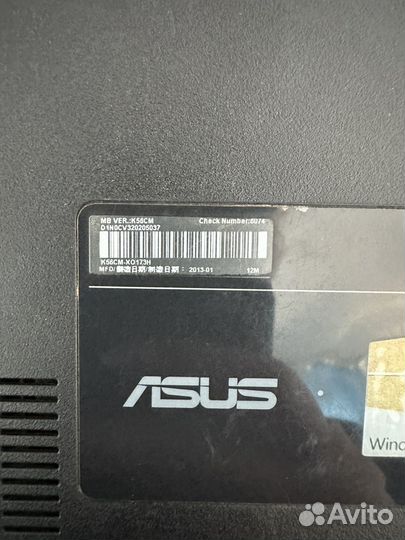 MB VER.:K56CM Check Number:6074
D1N0CV320205037
K56CM-XO173H
MFD/製造日期/制造日期：2013-01 12M
ASUS
Wind
Avito